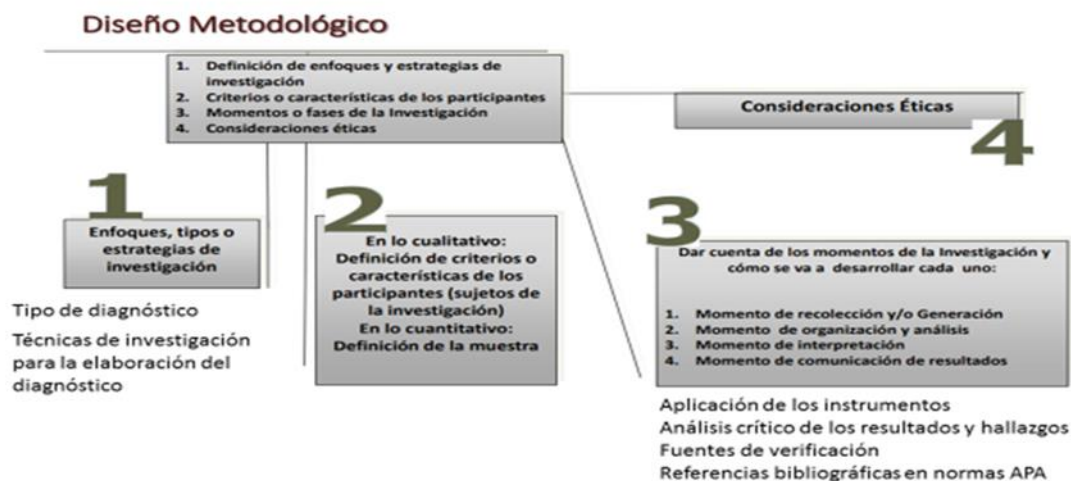 Diseño Metodológico
1. Definición de enfoques y estrategias de
investigación
2. Criterios o características de los participantes
3. Momentos o fases de la Investigación
4. Consideraciones éticas
Consideraciones Éticas
4
1
Enfoques, tipos o
estrategias de
investigación
Tipo de diagnóstico
Técnicas de investigación
para la elaboración del
diagnóstico
2
En lo cualitativo:
Definición de criterios o
características de los
participantes (sujetos de
la investigación)
En lo cuantitativo:
Definición de la muestra
3
Dar cuenta de los momentos de la Investigación y
cómo se va a desarrollar cada uno:
1. Momento de recolección y/o Generación
2. Momento de organización y análisis
3. Momento de interpretación
4. Momento de comunicación de resultados
Aplicación de los instrumentos
Análisis crítico de los resultados y hallazgos
Fuentes de verificación
Referencias bibliográficas en normas APA